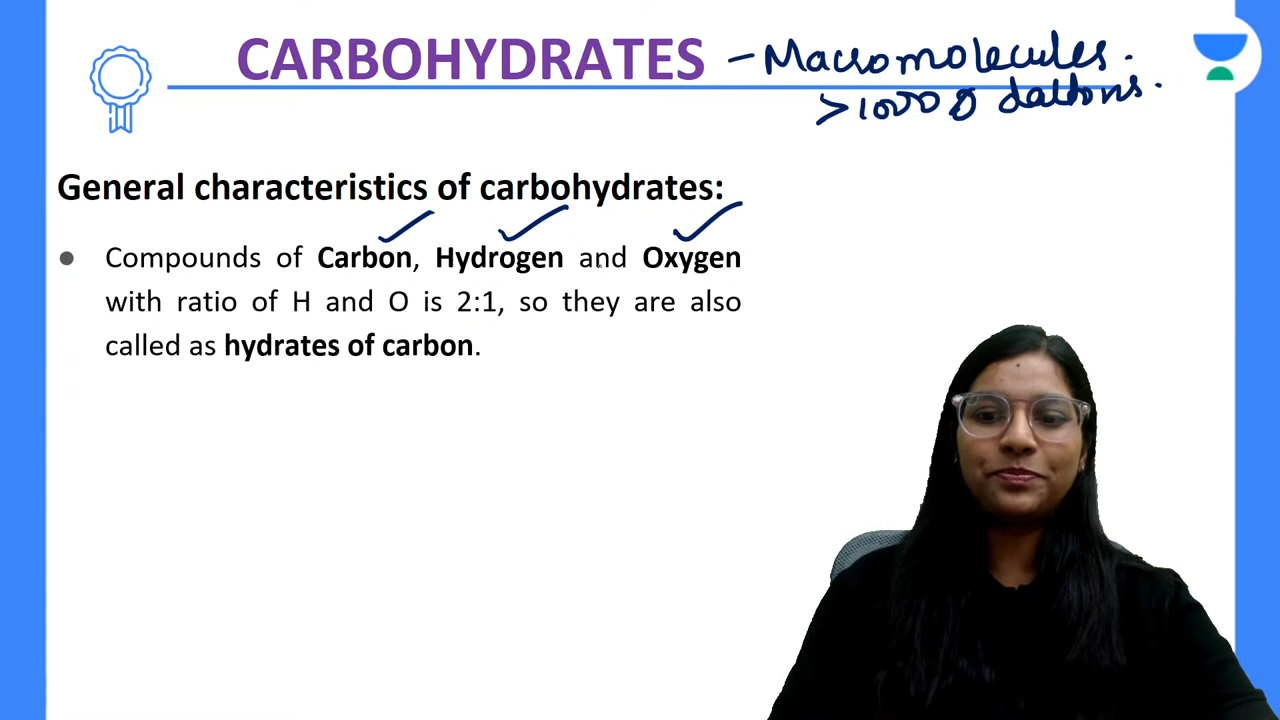 CARBOHYDRATES - Macromolecules.
> 1000 daltons.
General characteristics of carbohydrates:
● Compounds of Carbon, Hydrogen and Oxygen
with ratio of H and O is 2:1, so they are also
called as hydrates of carbon.